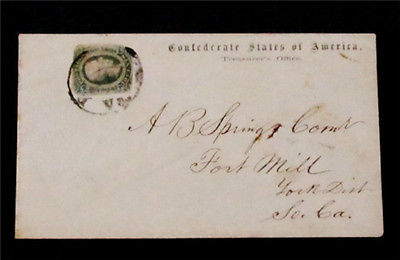 Confederate States of America.
Treasurer's Office.
A B Springs Comr
Fort Mill
York Dist
So. Ca.